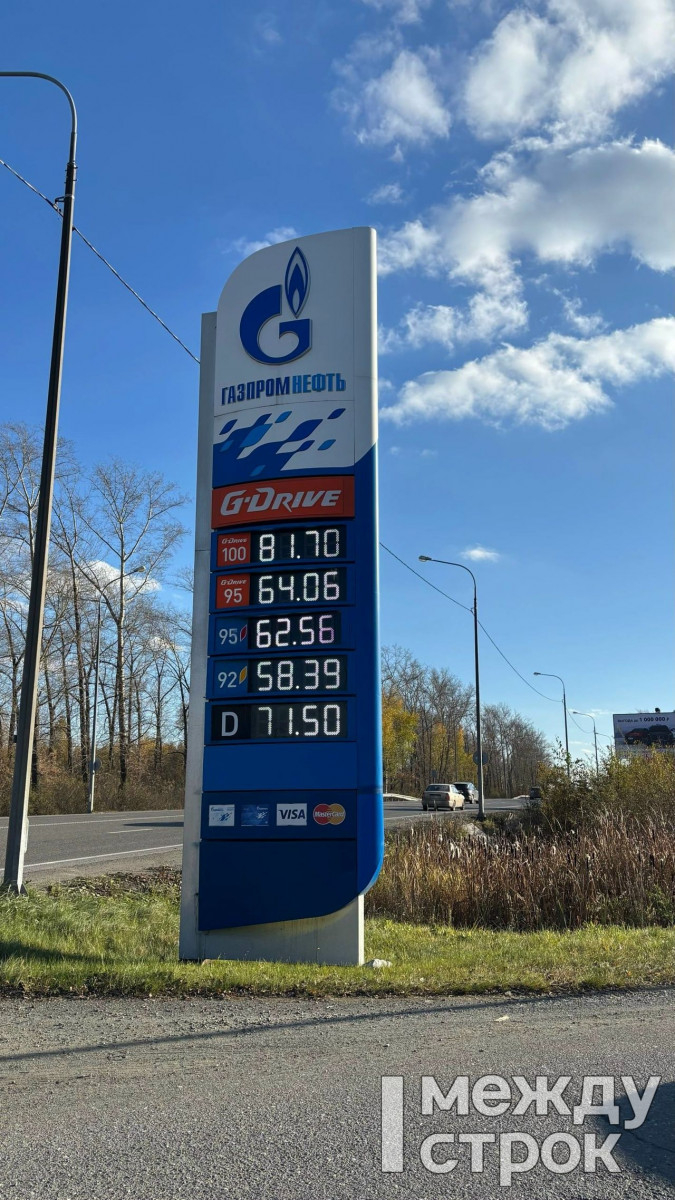 ГАЗПРОМНЕФТЬ
G-DRIVE
G-DRIVE 100 81.70
G-DRIVE 95 64.06
95 62.56
92 58.39
D 71.50
VISA MasterCard
МЕЖДУ
СТРОК